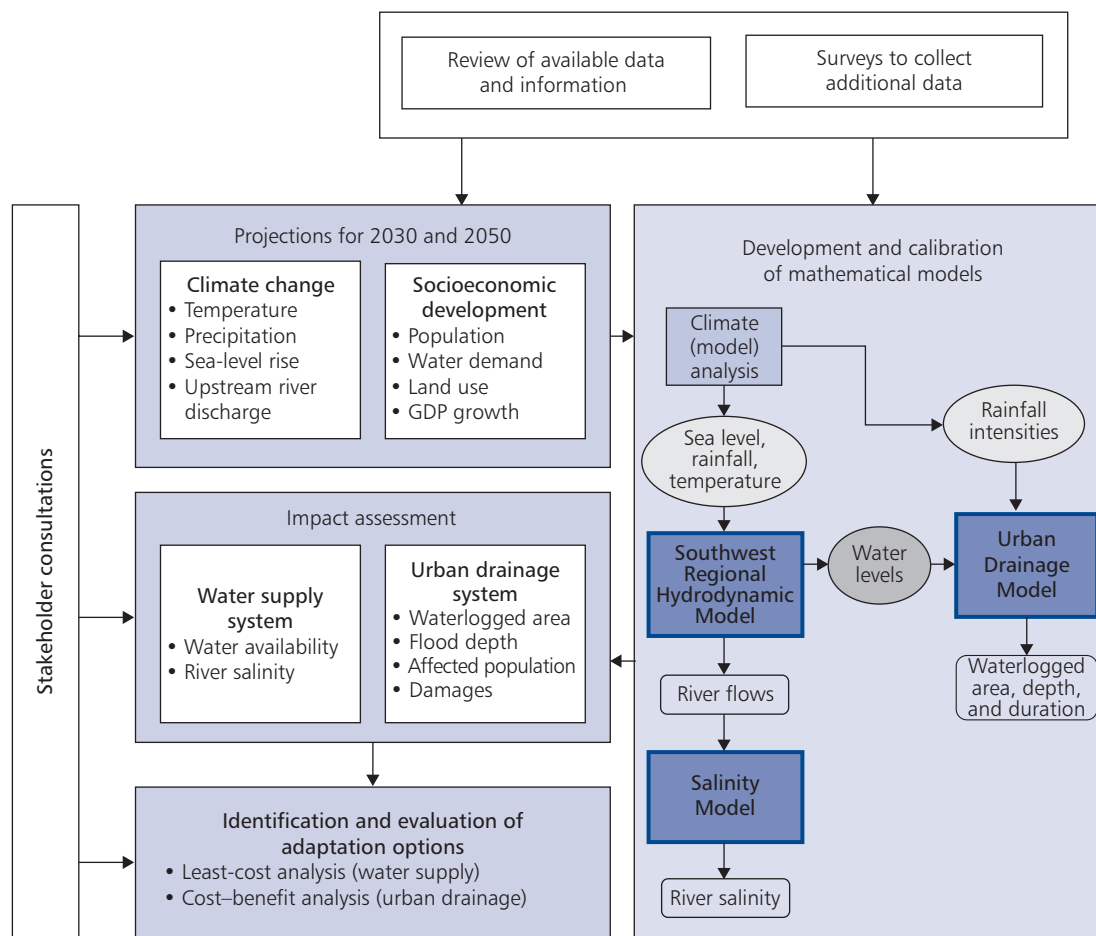 Review of available data
and information
Surveys to collect
additional data
Stakeholder consultations
Projections for 2030 and 2050
Climate change
• Temperature
• Precipitation
• Sea-level rise
• Upstream river
discharge
Socioeconomic
development
• Population
• Water demand
• Land use
• GDP growth
Impact assessment
Water supply
system
• Water availability
• River salinity
Urban drainage
system
• Waterlogged area
• Flood depth
• Affected population
• Damages
Identification and evaluation of
adaptation options
• Least-cost analysis (water supply)
• Cost–benefit analysis (urban drainage)
Development and calibration
of mathematical models
Climate
(model)
analysis
Rainfall
intensities
Sea level,
rainfall,
temperature
Southwest
Regional
Hydrodynamic
Model
Water
levels
Urban
Drainage
Model
River flows
Waterlogged
area, depth,
and duration
Salinity
Model
River salinity